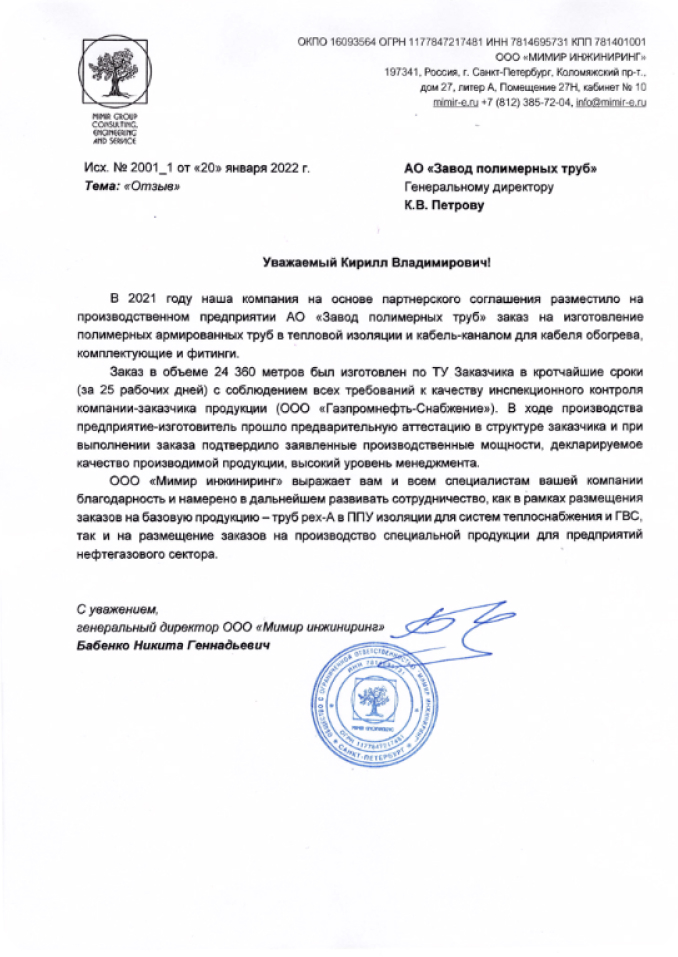 ОКПО 16093564 ОГРН 1177847217481 ИНН 7814695731 КПП 781401001
ООО «МИМИР ИНЖИНИРИНГ»
197341, Россия, г. Санкт-Петербург, Коломяжский пр-т.,
дом 27, литер А, Помещение 27Н, кабинет № 10
mimir-e.ru +7 (812) 385-72-04, info@mimir-e.ru
MIMIR GROUP
CONSULTING,
ENGINEERING
AND SERVICE
Исх. № 2001_1 от «20» января 2022 г.
Тема: «Отзыв»
АО «Завод полимерных труб»
Генеральному директору
К.В. Петрову
Уважаемый Кирилл Владимирович!
В 2021 году наша компания на основе партнерского соглашения разместило на
производственном предприятии АО «Завод полимерных труб» заказ на изготовление
полимерных армированных труб в тепловой изоляции и кабель-каналом для кабеля обогрева,
комплектующие и фитинги.
Заказ в объеме 24 360 метров был изготовлен по ТУ Заказчика в кротчайшие сроки
(за 25 рабочих дней) с соблюдением всех требований к качеству инспекционного контроля
компании-заказчика продукции (ООО «Газпромнефть-Снабжение»). В ходе производства
предприятие-изготовитель прошло предварительную аттестацию в структуре заказчика и при
выполнении заказа подтвердило заявленные производственные мощности, декларируемое
качество производимой продукции, высокий уровень менеджмента.
ООО «Мимир инжиниринг» выражает вам и всем специалистам вашей компании
благодарность и намерено в дальнейшем развивать сотрудничество, как в рамках размещения
заказов на базовую продукцию – труб pex-A в ППУ изоляции для систем теплоснабжения и ГВС,
так и на размещение заказов на производство специальной продукции для предприятий
нефтегазового сектора.
С уважением,
генеральный директор ООО «Мимир инжиниринг»
Бабенко Никита Геннадьевич
ОБЩЕСТВО С ОГРАНИЧЕННОЙ ОТВЕТСТВЕННОСТЬЮ "МИМИР ИНЖИНИРИНГ"
ИНН 7814695731
ОГРН 1177847217481
САНКТ-ПЕТЕРБУРГ